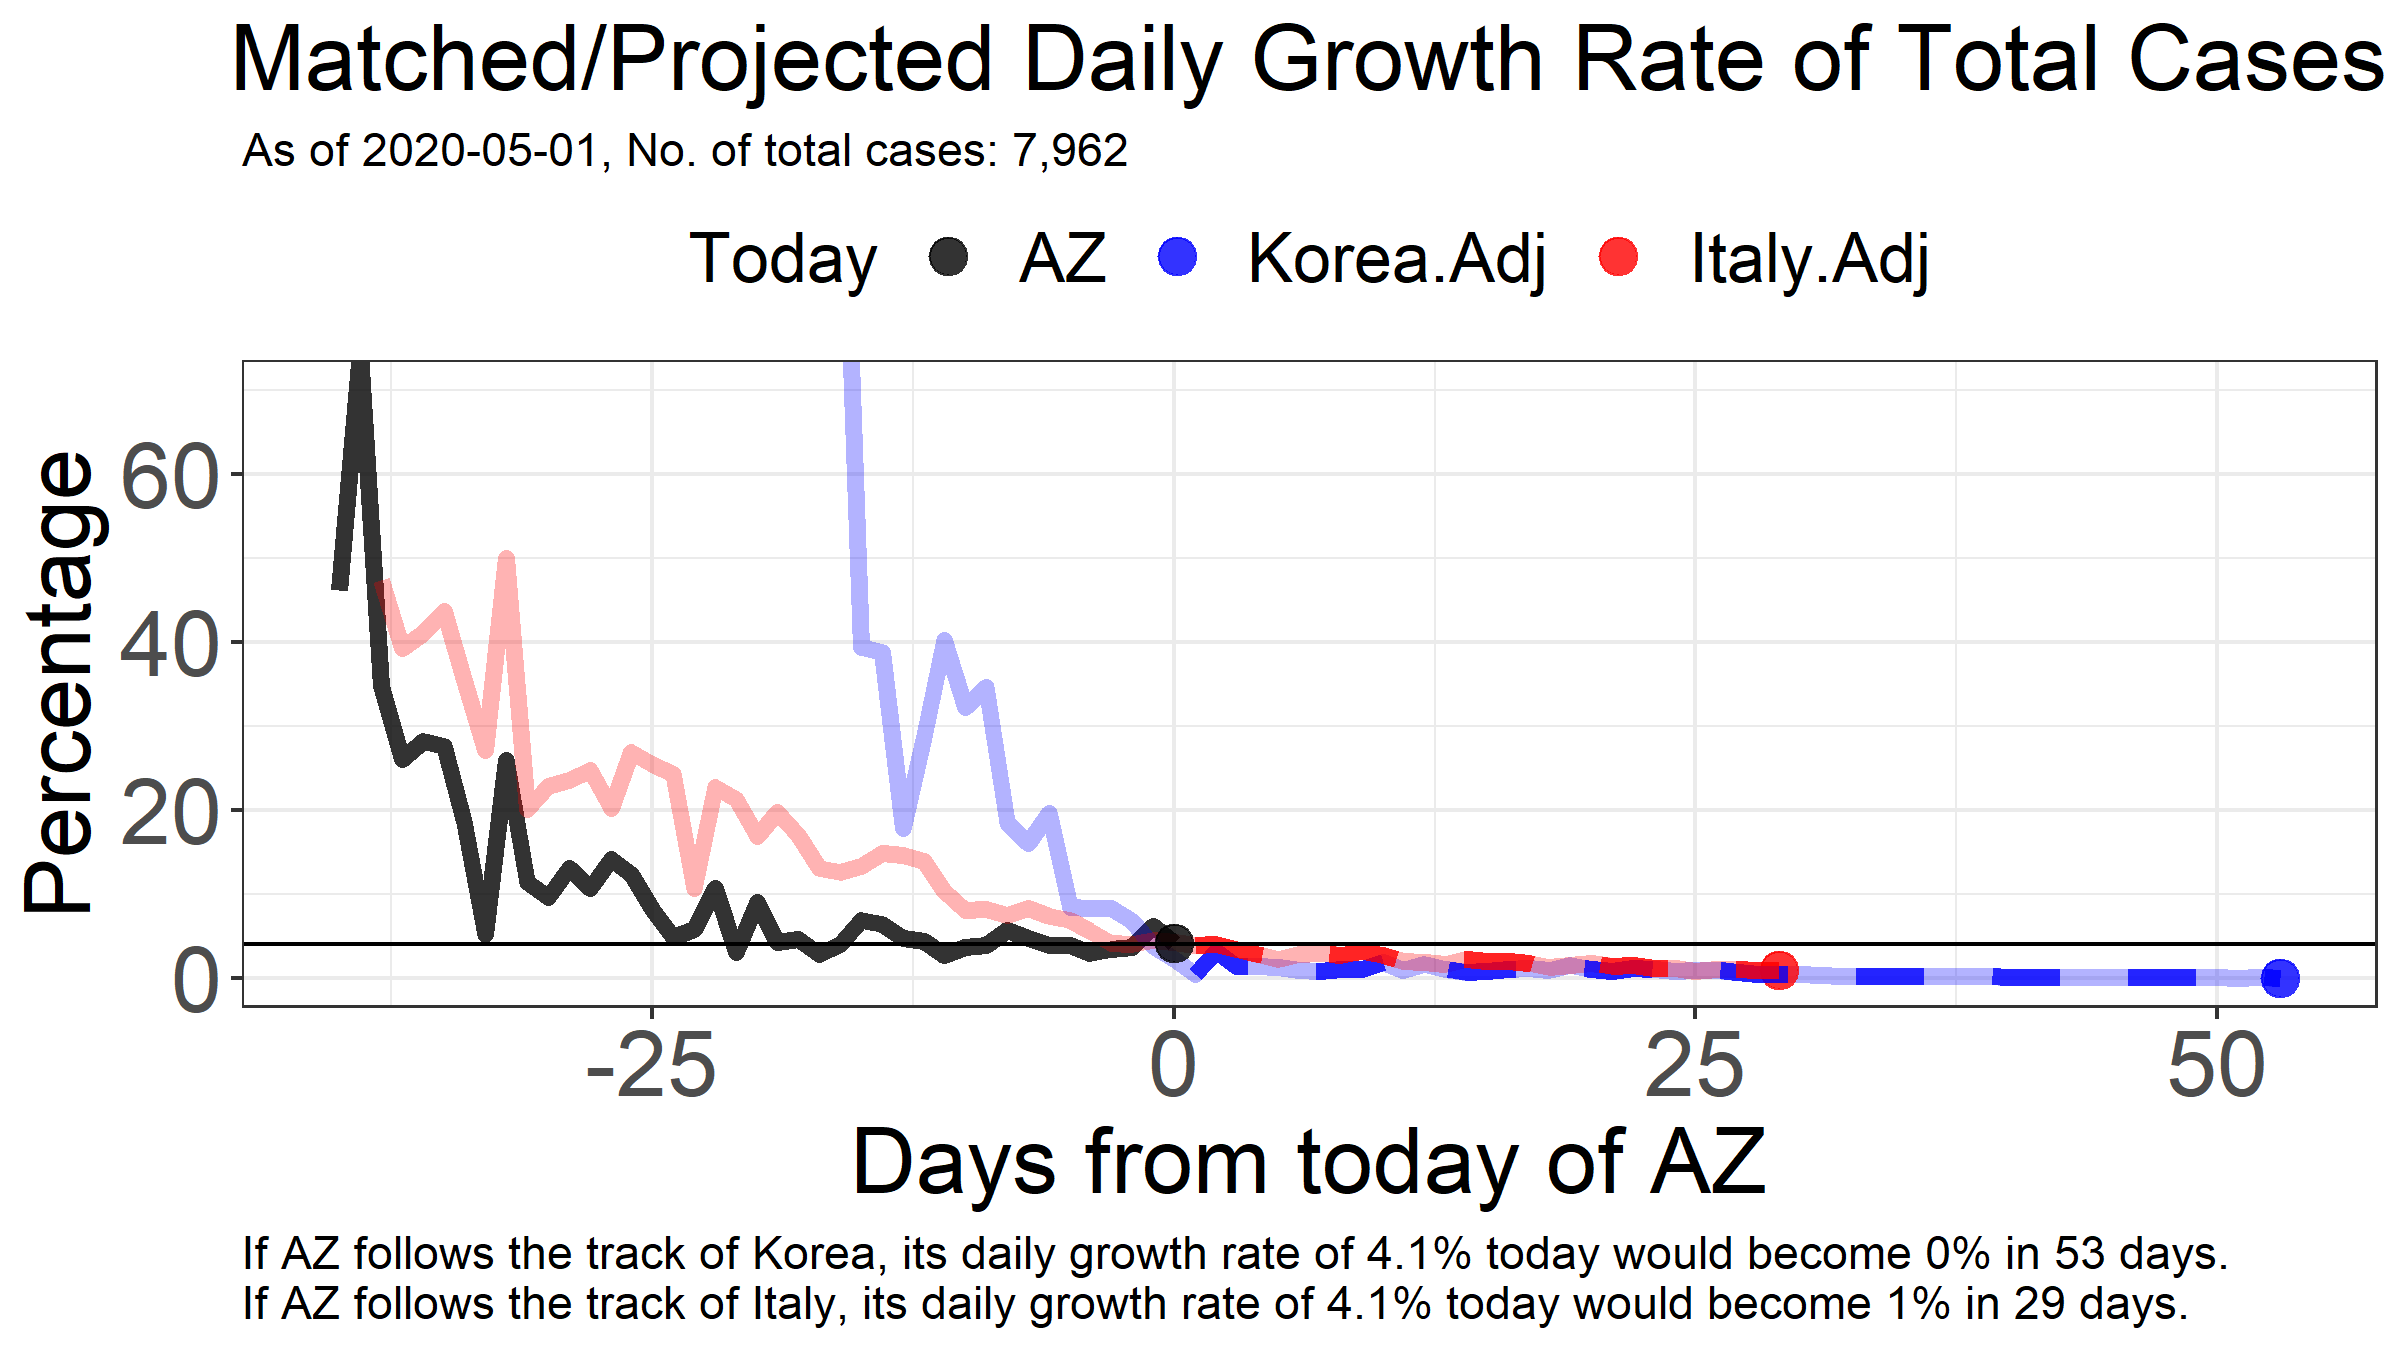 Matched/Projected Daily Growth Rate of Total Cases
As of 2020-05-01, No. of total cases: 7,962
Today AZ Korea.Adj Italy.Adj
Percentage
60
40
20
0
-25 0 25 50
Days from today of AZ
If AZ follows the track of Korea, its daily growth rate of 4.1% today would become 0% in 53 days.
If AZ follows the track of Italy, its daily growth rate of 4.1% today would become 1% in 29 days.